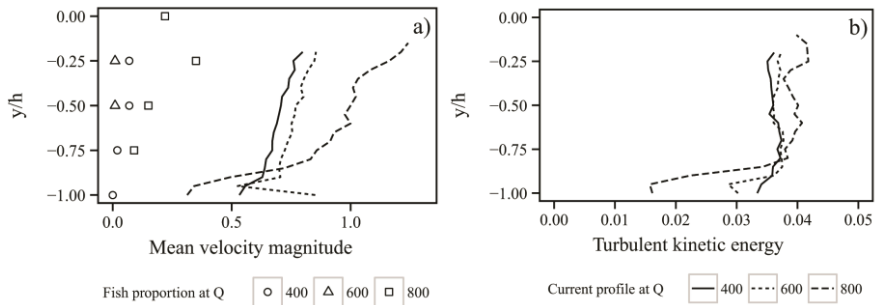 a)
0.00
−0.25
−0.50
−0.75
−1.00
y/h
0.0 0.5 1.0
Mean velocity magnitude
Fish proportion at Q 400 600 800
b)
0.00
−0.25
−0.50
−0.75
−1.00
y/h
0.00 0.01 0.02 0.03 0.04 0.05
Turbulent kinetic energy
Current profile at Q 400 600 800